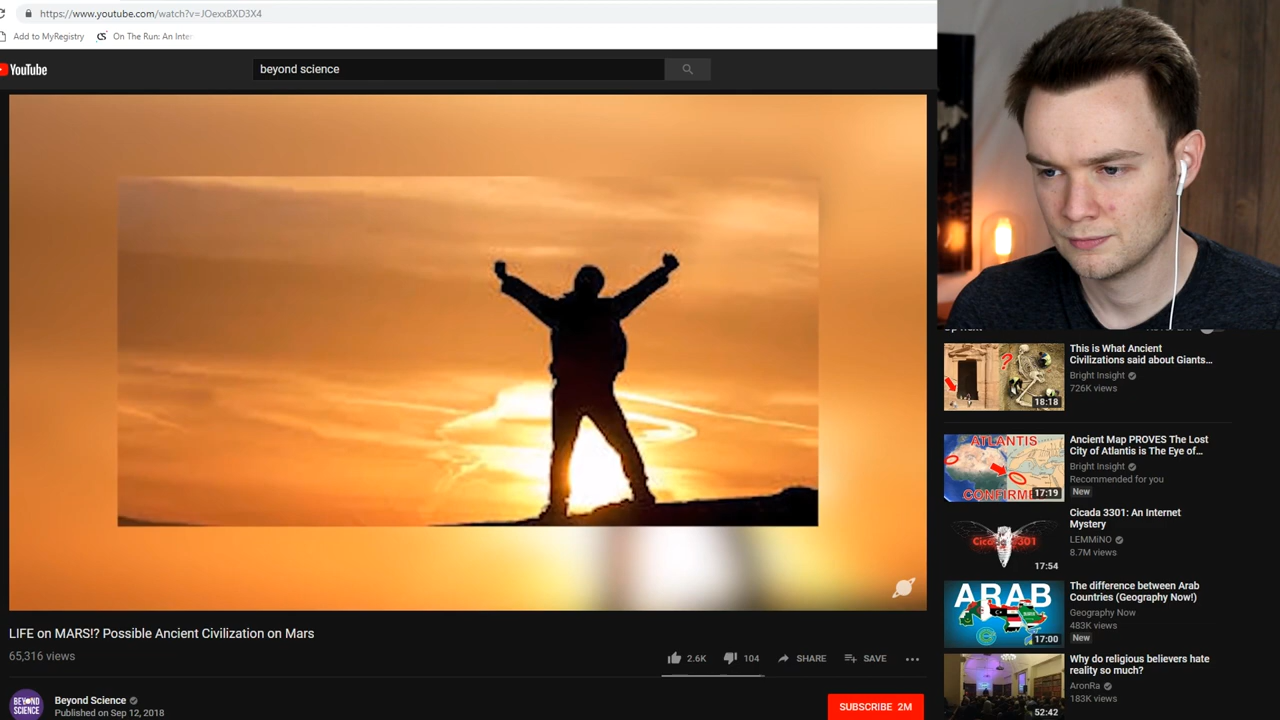 https://www.youtube.com/watch?v=JOexxBXD3X4
Add to MyRegistry
On The Run: An Inter
YouTube
beyond science
LIFE on MARS!? Possible Ancient Civilization on Mars
65,316 views
2.6K
104
SHARE
SAVE
BEYOND
SCIENCE
Beyond Science
Published on Sep 12, 2018
SUBSCRIBE 2M
?
18:18
This is What Ancient
Civilizations said about Giants...
Bright Insight
726K views
ATLANTIS
CONFIRME
17:19
Ancient Map PROVES The Lost
City of Atlantis is The Eye of...
Bright Insight
Recommended for you
New
Cicada 3301
17:54
Cicada 3301: An Internet
Mystery
LEMMiNO
8.7M views
ARAB
17:00
The difference between Arab
Countries (Geography Now!)
Geography Now
483K views
New
52:42
Why do religious believers hate
reality so much?
AronRa
183K views